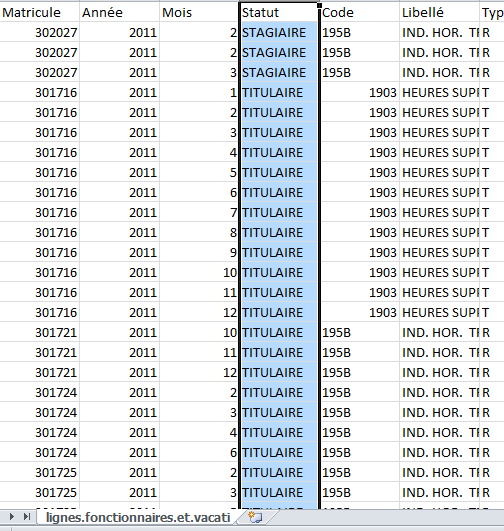 Matricule Année Mois Statut Code Libellé Typ
302027 2011 2 STAGIAIRE 195B IND. HOR. TI R
302027 2011 2 STAGIAIRE 195B IND. HOR. TI R
302027 2011 3 STAGIAIRE 195B IND. HOR. TI R
301716 2011 1 TITULAIRE 1903 HEURES SUPI T
301716 2011 2 TITULAIRE 1903 HEURES SUPI T
301716 2011 3 TITULAIRE 1903 HEURES SUPI T
301716 2011 4 TITULAIRE 1903 HEURES SUPI T
301716 2011 5 TITULAIRE 1903 HEURES SUPI T
301716 2011 6 TITULAIRE 1903 HEURES SUPI T
301716 2011 7 TITULAIRE 1903 HEURES SUPI T
301716 2011 8 TITULAIRE 1903 HEURES SUPI T
301716 2011 9 TITULAIRE 1903 HEURES SUPI T
301716 2011 10 TITULAIRE 1903 HEURES SUPI T
301716 2011 11 TITULAIRE 1903 HEURES SUPI T
301716 2011 12 TITULAIRE 1903 HEURES SUPI T
301721 2011 10 TITULAIRE 195B IND. HOR. TI R
301721 2011 11 TITULAIRE 195B IND. HOR. TI R
301721 2011 12 TITULAIRE 195B IND. HOR. TI R
301724 2011 2 TITULAIRE 195B IND. HOR. TI R
301724 2011 3 TITULAIRE 195B IND. HOR. TI R
301724 2011 4 TITULAIRE 195B IND. HOR. TI R
301724 2011 6 TITULAIRE 195B IND. HOR. TI R
301725 2011 2 TITULAIRE 195B IND. HOR. TI R
301725 2011 3 TITULAIRE 195B IND. HOR. TI R
lignes.fonctionnaires.et.vacati